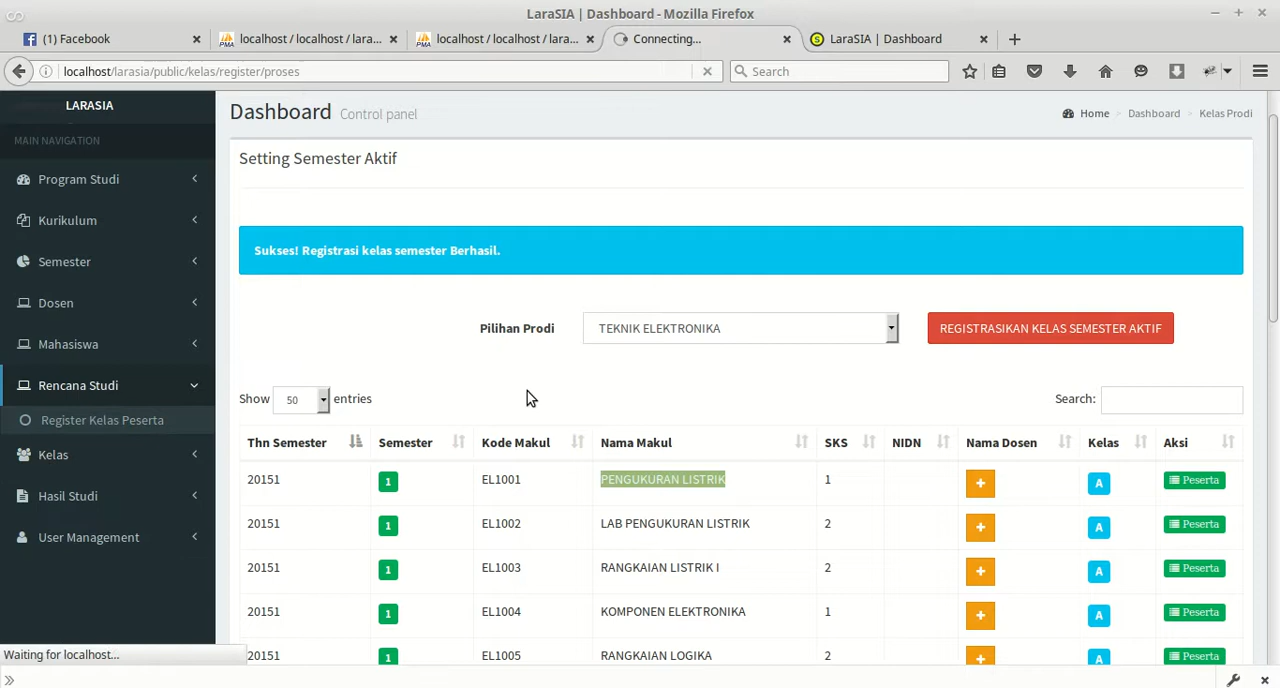 LaraSIA | Dashboard - Mozilla Firefox
(1) Facebook
localhost / localhost / lara...
localhost / localhost / lara...
Connecting...
LaraSIA | Dashboard
localhost/larasia/public/kelas/register/proses
Search
LARASIA
Dashboard Control panel
Home > Dashboard > Kelas Prodi
MAIN NAVIGATION
Program Studi
Kurikulum
Semester
Dosen
Mahasiswa
Rencana Studi
Register Kelas Peserta
Kelas
Hasil Studi
User Management
Setting Semester Aktif
Sukses! Registrasi kelas semester Berhasil.
Pilihan Prodi TEKNIK ELEKTRONIKA REGISTRASIKAN KELAS SEMESTER AKTIF
Show 50 entries Search:
Thn Semester Semester Kode Makul Nama Makul SKS NIDN Nama Dosen Kelas Aksi
20151 1 EL1001 PENGUKURAN LISTRIK 1 + A Peserta
20151 1 EL1002 LAB PENGUKURAN LISTRIK 2 + A Peserta
20151 1 EL1003 RANGKAIAN LISTRIK I 2 + A Peserta
20151 1 EL1004 KOMPONEN ELEKTRONIKA 1 + A Peserta
20151 1 EL1005 RANGKAIAN LOGIKA 2 + A Peserta
Waiting for localhost...